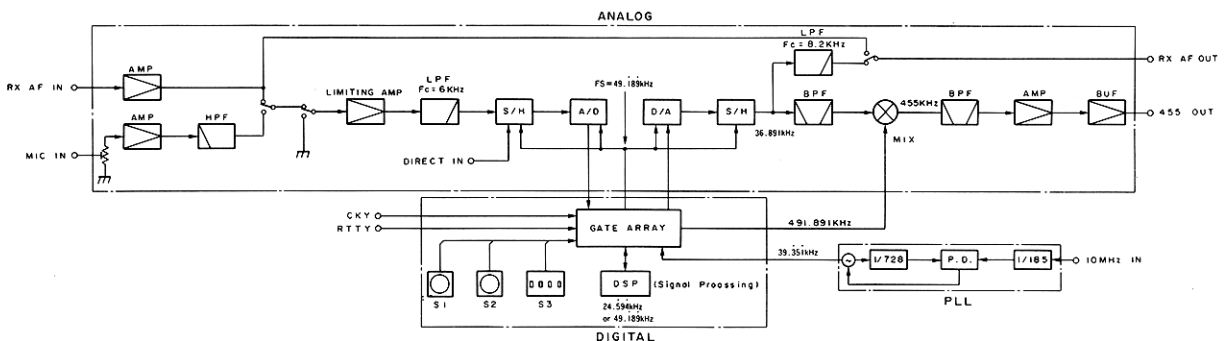 ANALOG
LPF
Fc=8.2KHz
RX AF IN
AMP
LIMITING AMP
LPF
Fc=6KHz
FS=49.189kHz
RX AF OUT
AMP
HPF
S/H
A/D
D/A
S/H
BPF
455KHz
BPF
AMP
BUF
455 OUT
36.891kHz
MIX
MIC IN
DIRECT IN
CKY
RTTY
GATE ARRAY
491.891KHz
39.351kHz
1/728
P.D.
1/185
10MHz IN
PLL
0000
S1
S2
S3
DSP
(Signal Proossing)
24.594kHz
or 49.189kHz
DIGITAL